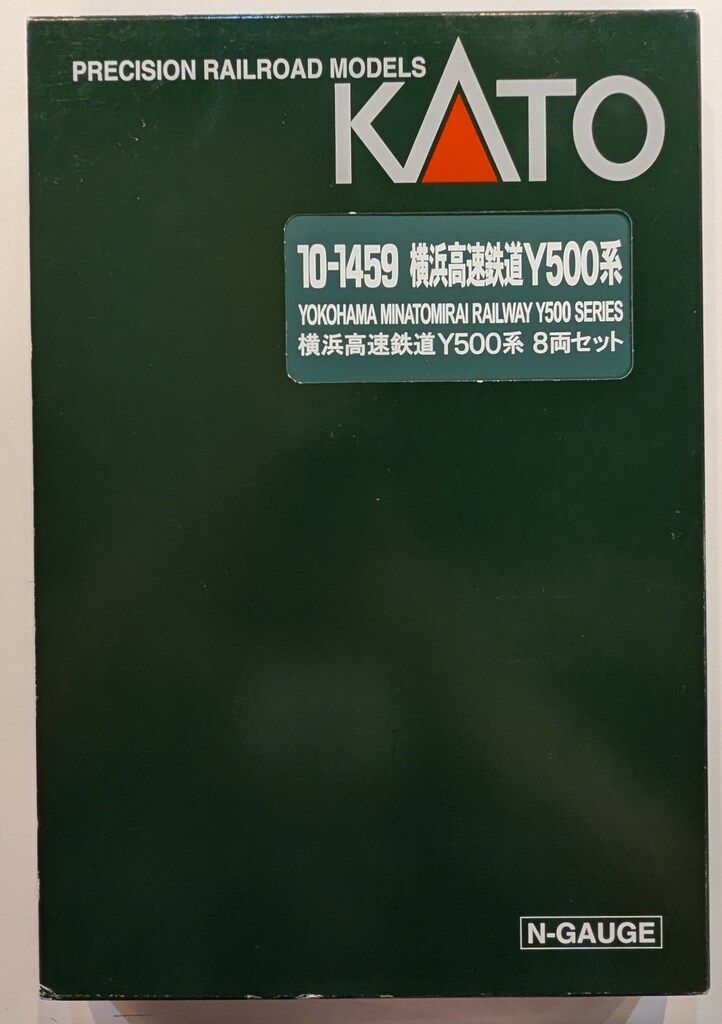 PRECISION RAILROAD MODELS
KATO
10-1459 横浜高速鉄道Y500系
YOKOHAMA MINATOMIRAI RAILWAY Y500 SERIES
横浜高速鉄道Y500系 8両セット
N-GAUGE